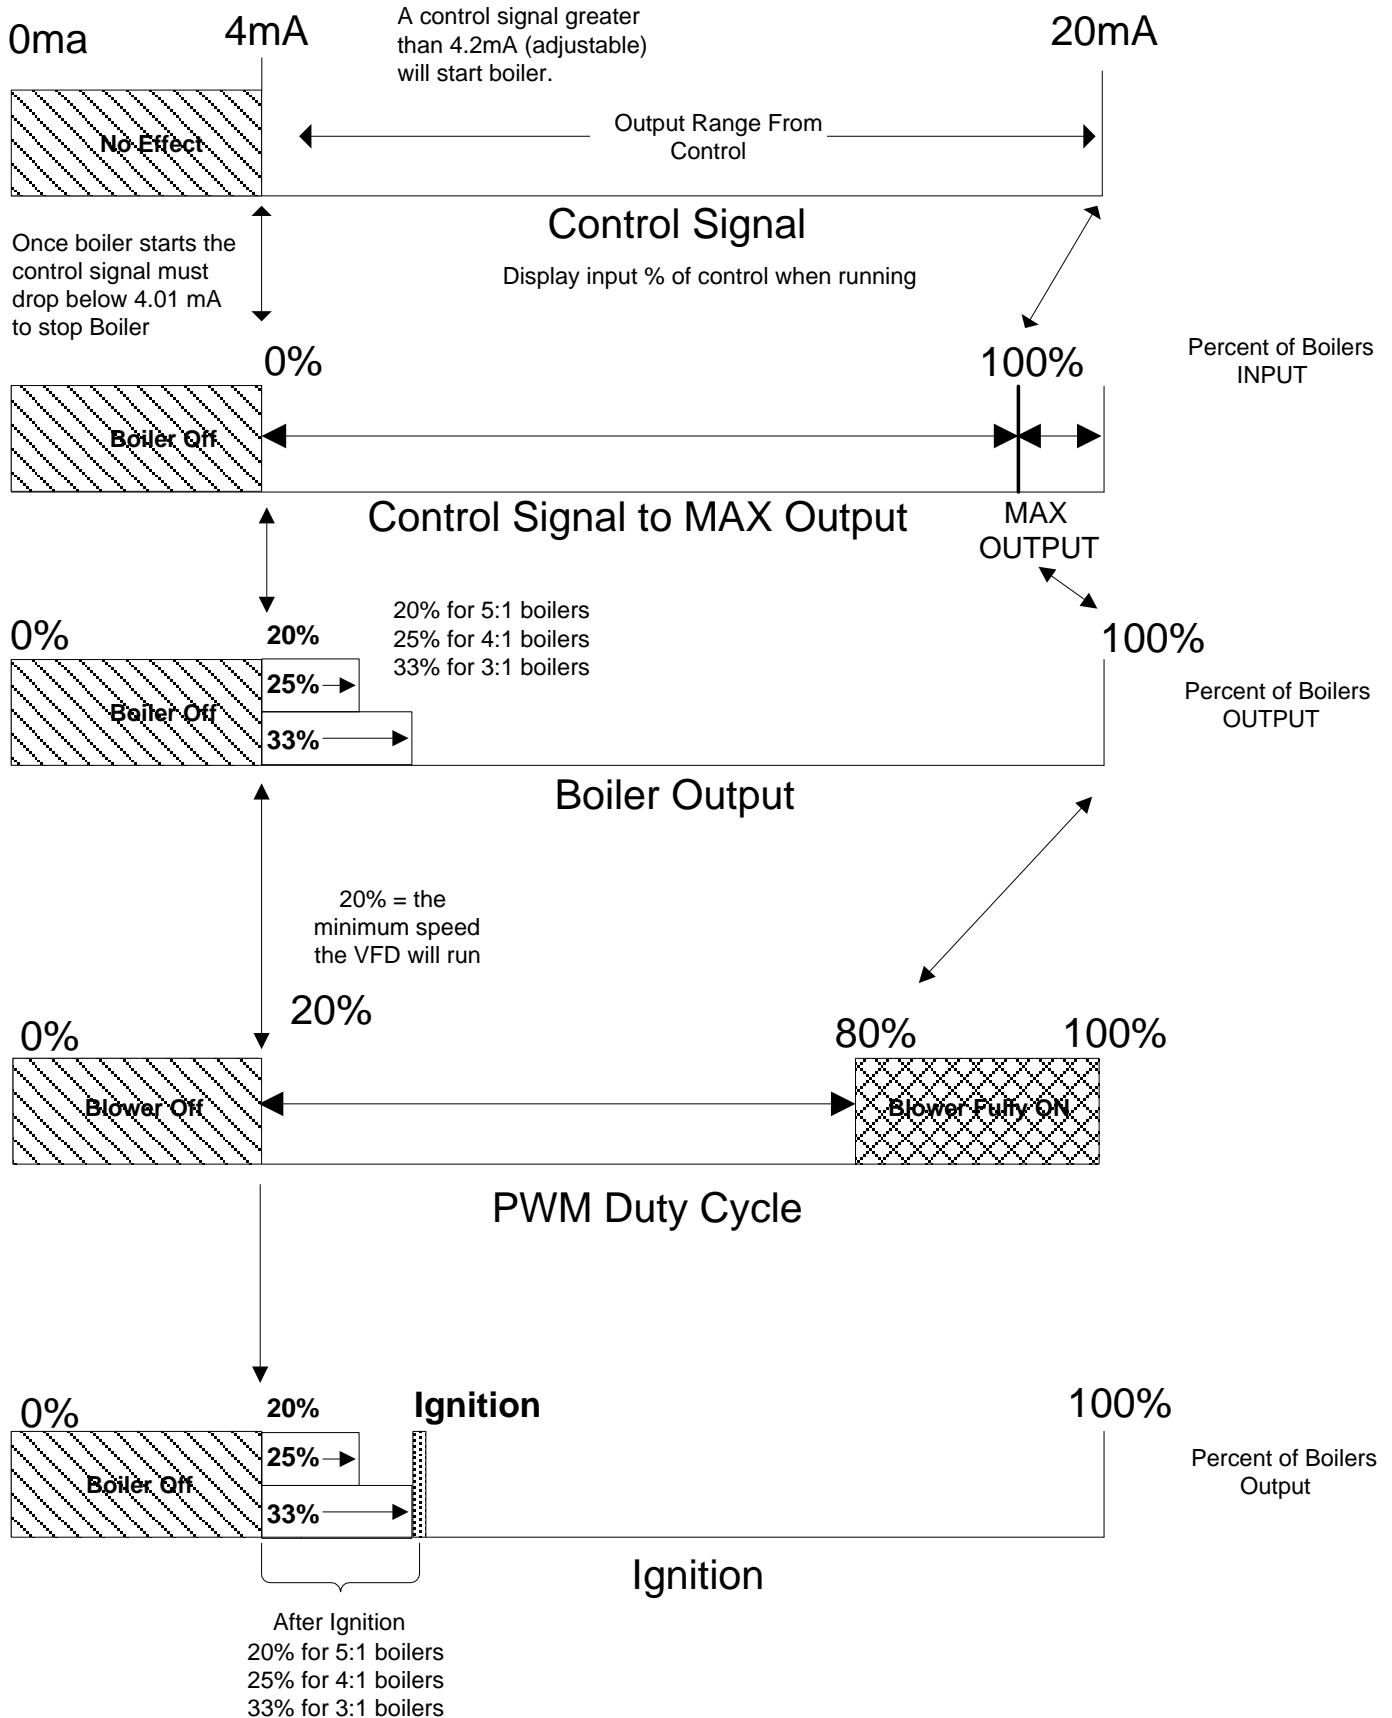 0ma
4mA
A control signal greater
than 4.2mA (adjustable)
will start boiler.
20mA
No Effect
Output Range From
Control
Control Signal
Once boiler starts the
control signal must
drop below 4.01 mA
to stop Boiler
Display input % of control when running
0%
100%
Percent of Boilers
INPUT
Boiler Off
Control Signal to MAX Output
MAX
OUTPUT
20% for 5:1 boilers
25% for 4:1 boilers
33% for 3:1 boilers
0%
20%
100%
25%
Boiler Off
33%
Percent of Boilers
OUTPUT
Boiler Output
20% = the
minimum speed
the VFD will run
0%
20%
80%
100%
Blower Off
Blower Fully ON
PWM Duty Cycle
0%
20%
Ignition
100%
25%
Boiler Off
33%
Percent of Boilers
Output
Ignition
After Ignition
20% for 5:1 boilers
25% for 4:1 boilers
33% for 3:1 boilers